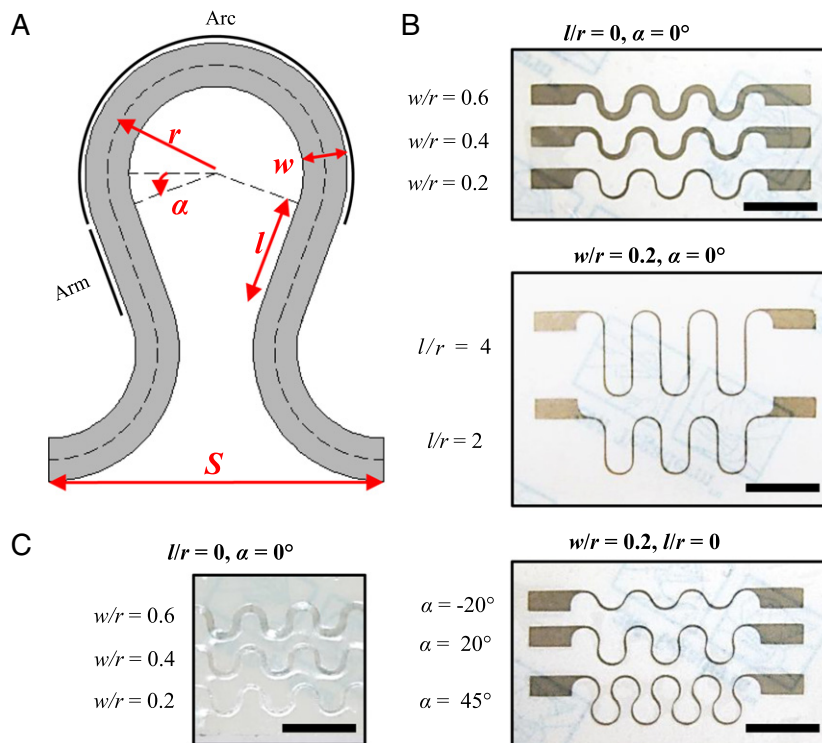 A
Arc
r
w
α
l
Arm
S
B
l/r = 0, α = 0°
w/r = 0.6
w/r = 0.4
w/r = 0.2
w/r = 0.2, α = 0°
l/r = 4
l/r = 2
w/r = 0.2, l/r = 0
α = -20°
α = 20°
α = 45°
C
l/r = 0, α = 0°
w/r = 0.6
w/r = 0.4
w/r = 0.2